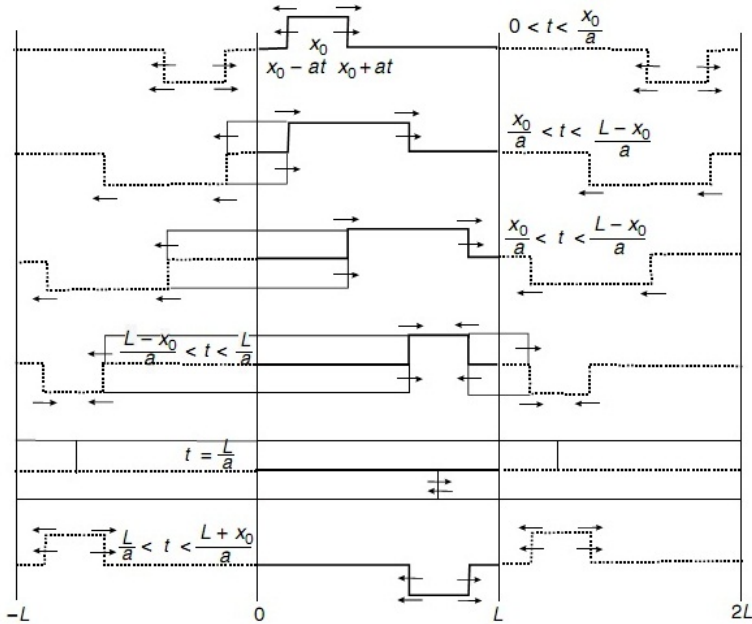 0 < t < x₀/a
x₀
x₀ – at x₀ + at
x₀/a < t < L – x₀/a
x₀/a < t < L – x₀/a
L – x₀/a < t < L/a
t = L/a
L/a < t < L + x₀/a
–L 0 L 2L